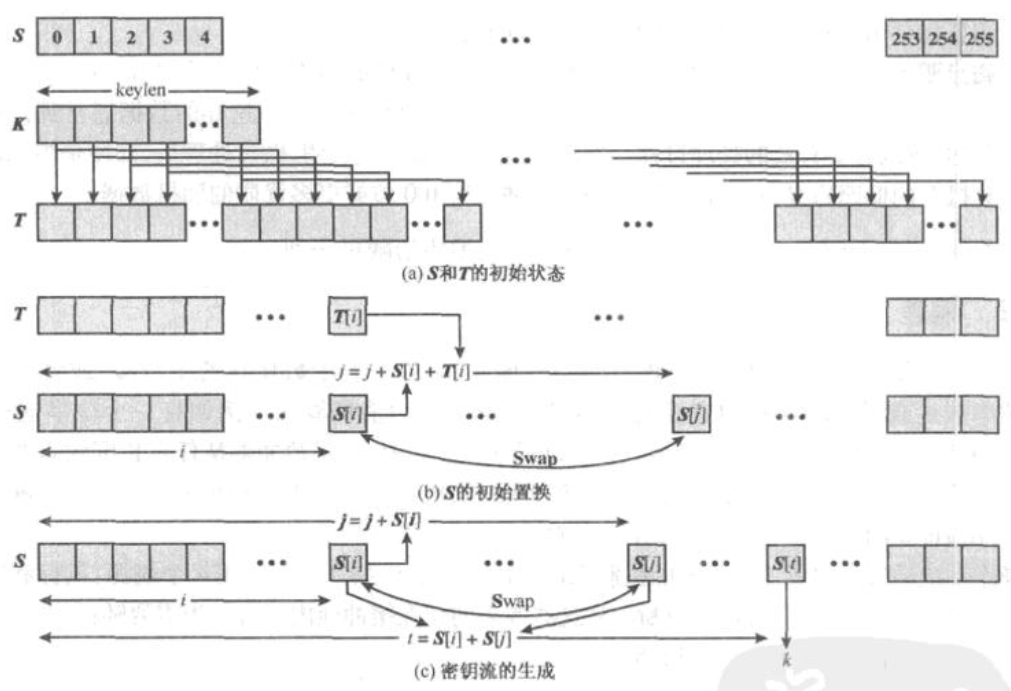 S 0 1 2 3 4 ••• 253 254 255
keylen
K •••
•••
T ••• ••• ••• •••
(a) S和T的初始状态
T ••• T[i] •••
j = j + S[i] + T[i]
S ••• S[i] ••• S[j] •••
i Swap
(b) S的初始置换
j = j + S[i]
S ••• S[i] ••• S[j] ••• S[t] •••
i Swap
t = S[i] + S[j]
k
(c) 密钥流的生成